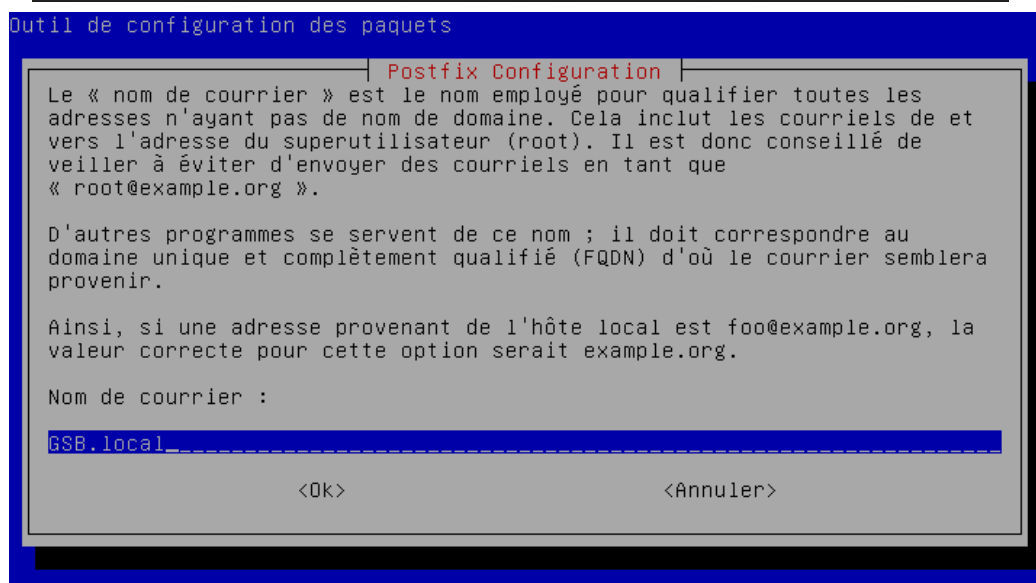 Outil de configuration des paquets
Postfix Configuration
Le « nom de courrier » est le nom employé pour qualifier toutes les
adresses n'ayant pas de nom de domaine. Cela inclut les courriels de et
vers l'adresse du superutilisateur (root). Il est donc conseillé de
veiller à éviter d'envoyer des courriels en tant que
« root@example.org ».
D'autres programmes se servent de ce nom ; il doit correspondre au
domaine unique et complètement qualifié (FQDN) d'où le courrier semblera
provenir.
Ainsi, si une adresse provenant de l'hôte local est foo@example.org, la
valeur correcte pour cette option serait example.org.
Nom de courrier :
GSB.local
<Ok> <Annuler>